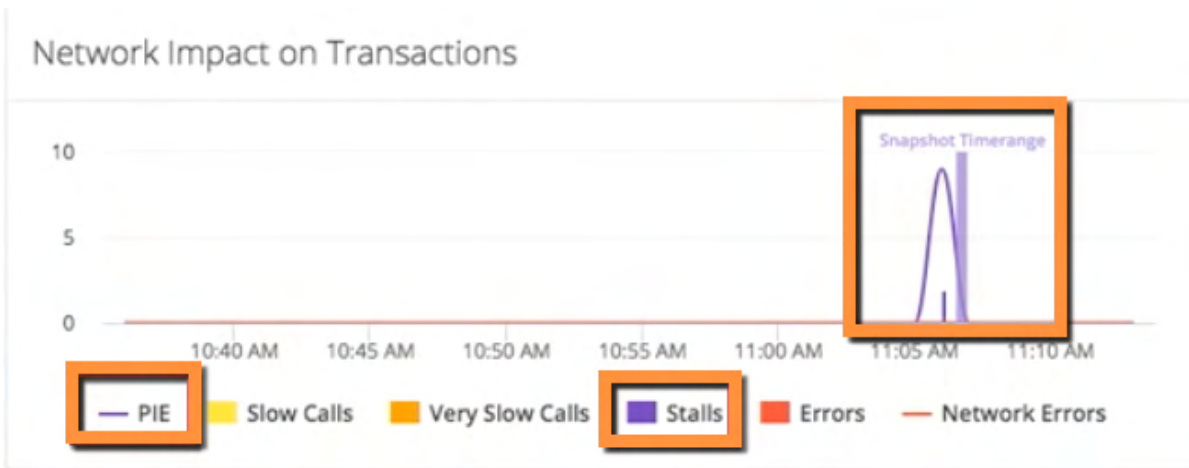 Network Impact on Transactions
Snapshot Timerange
10
5
0
10:40 AM 10:45 AM 10:50 AM 10:55 AM 11:00 AM 11:05 AM 11:10 AM
PIE Slow Calls Very Slow Calls Stalls Errors Network Errors